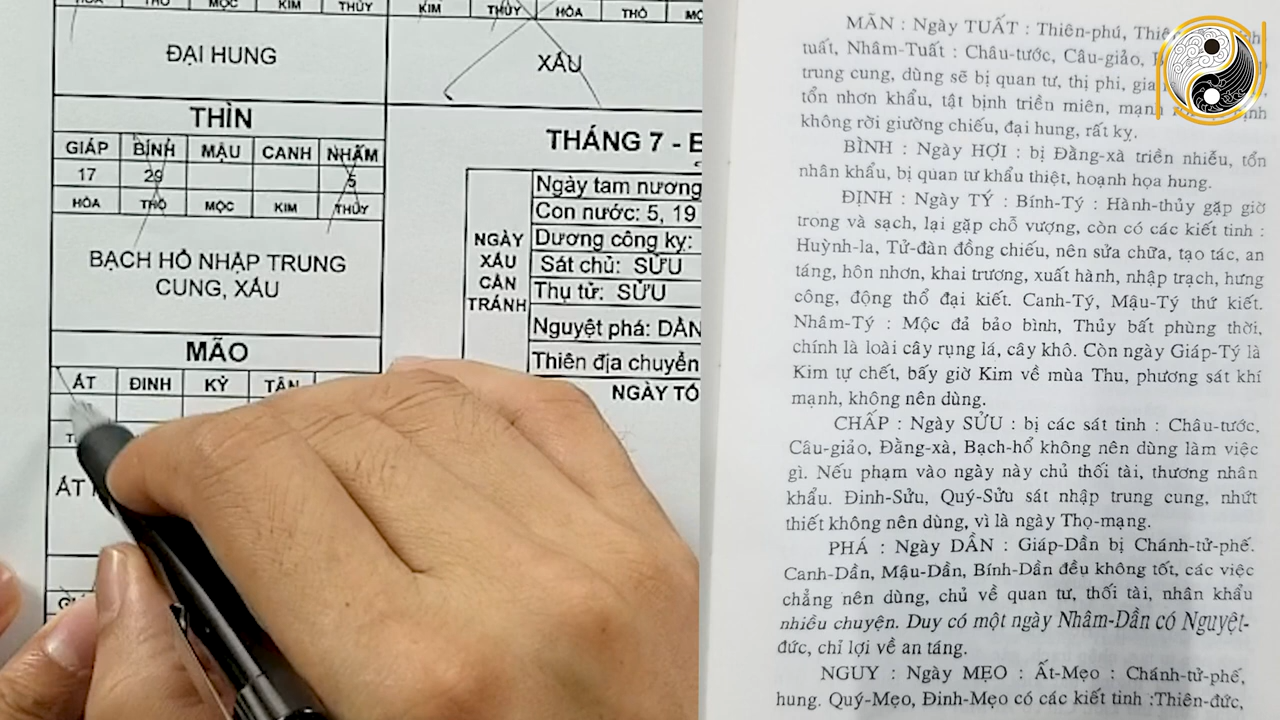 THỔ MỘC KIM THỦY
KIM THỦY HỎA THỔ
ĐẠI HUNG
XẤU
THÌN
GIÁP BÍNH MẬU CANH NHÂM
17 29 5
HỎA THỔ MỘC KIM THỦY
BẠCH HỔ NHẬP TRUNG
CUNG, XẤU
MÃO
ẤT ĐINH KỶ TÂN
ẤT
THÁNG 7 -
NGÀY
XẤU
CẦN
TRÁNH
Ngày tam nương
Con nước: 5, 19
Dương công kỵ:
Sát chủ: SỬU
Thụ tử: SỬU
Nguyệt phá: DẦN
Thiên địa chuyển
NGÀY TỐ
MÃN : Ngày TUẤT : Thiên-phú,
tuất, Nhâm-Tuất : Châu-tước, Câu-giảo,
trung cung, dùng sẽ bị quan tư, thị phi,
tổn nhơn khẩu, tật bịnh triền miên,
không rời giường chiếu, đại hung, rất kỵ.
BÌNH : Ngày HỢI : bị Đằng-xà triền nhiễu, tổn
nhân khẩu, bị quan tư khẩu thiệt, hoạnh họa hung.
ĐỊNH : Ngày TÝ : Bính-Tý : Hành-thủy gặp giờ
trong và sạch, lại gặp chỗ vượng, còn có các kiết tinh :
Huỳnh-la, Tử-đàn đồng chiếu, nên sửa chữa, tạo tác, an
táng, hôn nhơn, khai trương, xuất hành, nhập trạch, hưng
công, động thổ đại kiết. Canh-Tý, Mậu-Tý thứ kiết.
Nhâm-Tý : Mộc đả bảo bình, Thủy bất phùng thời,
chính là loài cây rụng lá, cây khô. Còn ngày Giáp-Tý là
Kim tự chết, bấy giờ Kim về mùa Thu, phương sát khí
mạnh, không nên dùng.
CHẤP : Ngày SỬU : bị các sát tinh : Châu-tước,
Câu-giảo, Đằng-xà, Bạch-hổ không nên dùng làm việc
gì. Nếu phạm vào ngày này chủ thối tài, thương nhân
khẩu. Đinh-Sửu, Quý-Sửu sát nhập trung cung, nhứt
thiết không nên dùng, vì là ngày Thọ-mạng.
PHÁ : Ngày DẦN : Giáp-Dần bị Chánh-tử-phế.
Canh-Dần, Mậu-Dần, Bính-Dần đều không tốt, các việc
chẳng nên dùng, chủ về quan tư, thối tài, nhân khẩu
nhiều chuyện. Duy có một ngày Nhâm-Dần có Nguyệt-
đức, chỉ lợi về an táng.
NGUY : Ngày MẸO : Ất-Mẹo : Chánh-tử-phế,
hung. Quý-Mẹo, Đinh-Mẹo có các kiết tinh :Thiên-đức,